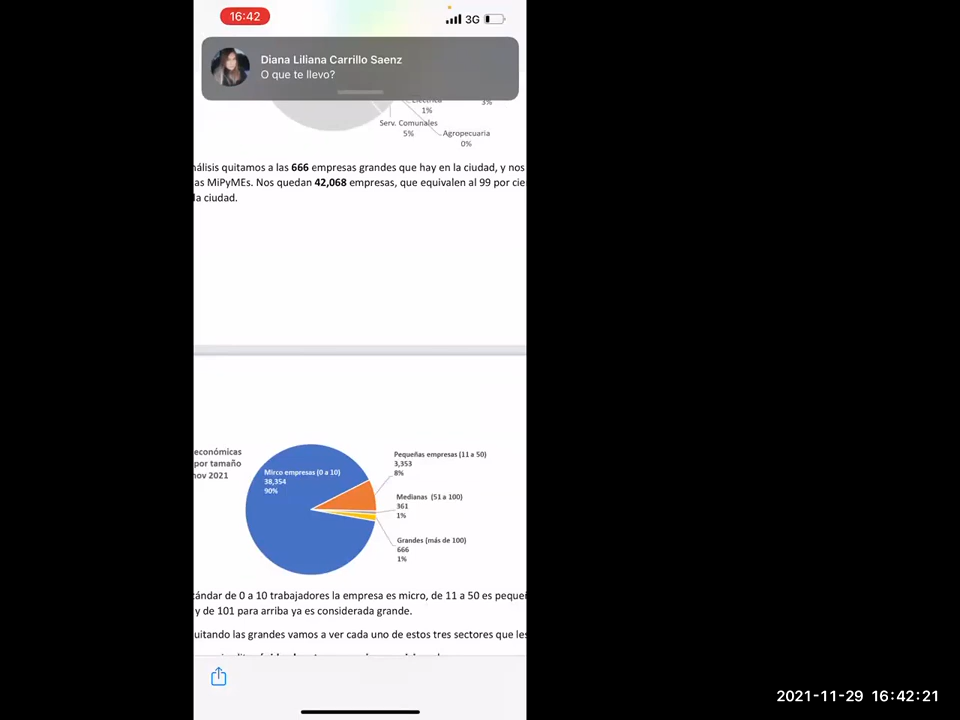 16:42
3G
Diana Liliana Carrillo Saenz
O que te llevo?
Eléctrica
1%
3%
Serv. Comunales
5%
Agropecuaria
0%
nálisis quitamos a las 666 empresas grandes que hay en la ciudad, y nos
as MiPyMEs. Nos quedan 42,068 empresas, que equivalen al 99 por cie
la ciudad.
económicas
por tamaño
nov 2021
Mirco empresas (0 a 10)
38,354
90%
Pequeñas empresas (11 a 50)
3,353
8%
Medianas (51 a 100)
361
1%
Grandes (más de 100)
666
1%
tándar de 0 a 10 trabajadores la empresa es micro, de 11 a 50 es pequeñ
y de 101 para arriba ya es considerada grande.
uitando las grandes vamos a ver cada uno de estos tres sectores que les
2021-11-29 16:42:21